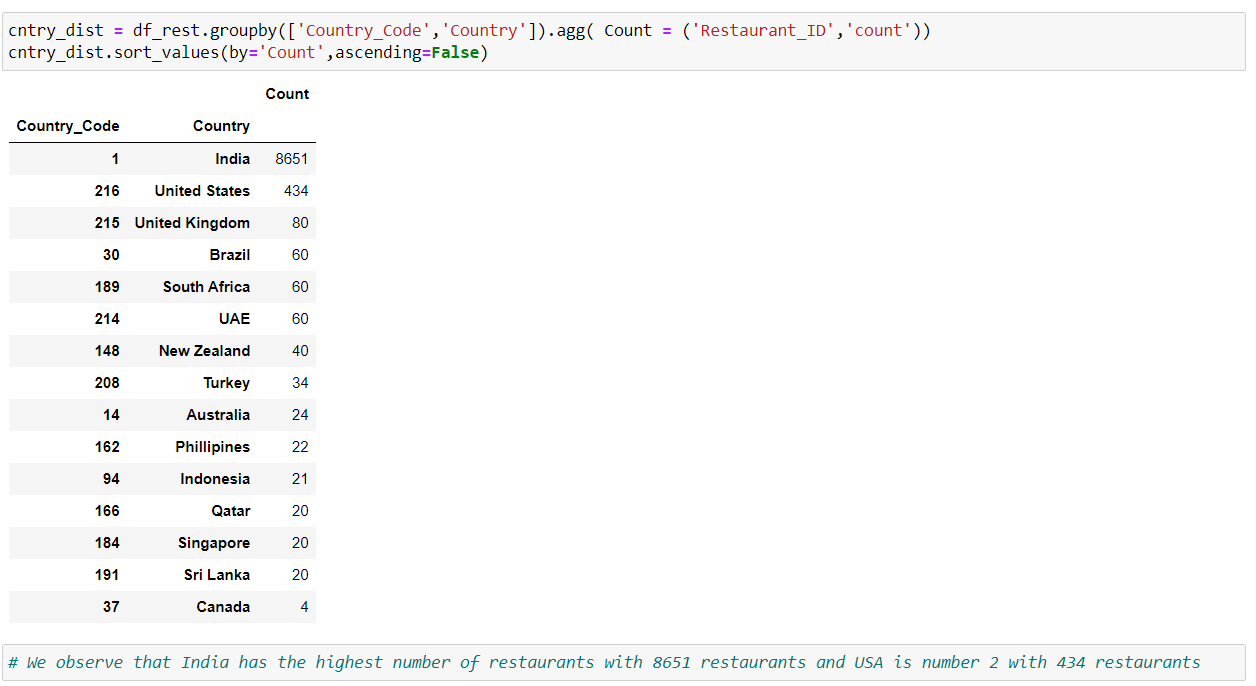 cntry_dist = df_rest.groupby(['Country_Code','Country']).agg( Count = ('Restaurant_ID','count'))
cntry_dist.sort_values(by='Count',ascending=False)
Count
Country_Code Country
1 India 8651
216 United States 434
215 United Kingdom 80
30 Brazil 60
189 South Africa 60
214 UAE 60
148 New Zealand 40
208 Turkey 34
14 Australia 24
162 Phillipines 22
94 Indonesia 21
166 Qatar 20
184 Singapore 20
191 Sri Lanka 20
37 Canada 4
# We observe that India has the highest number of restaurants with 8651 restaurants and USA is number 2 with 434 restaurants